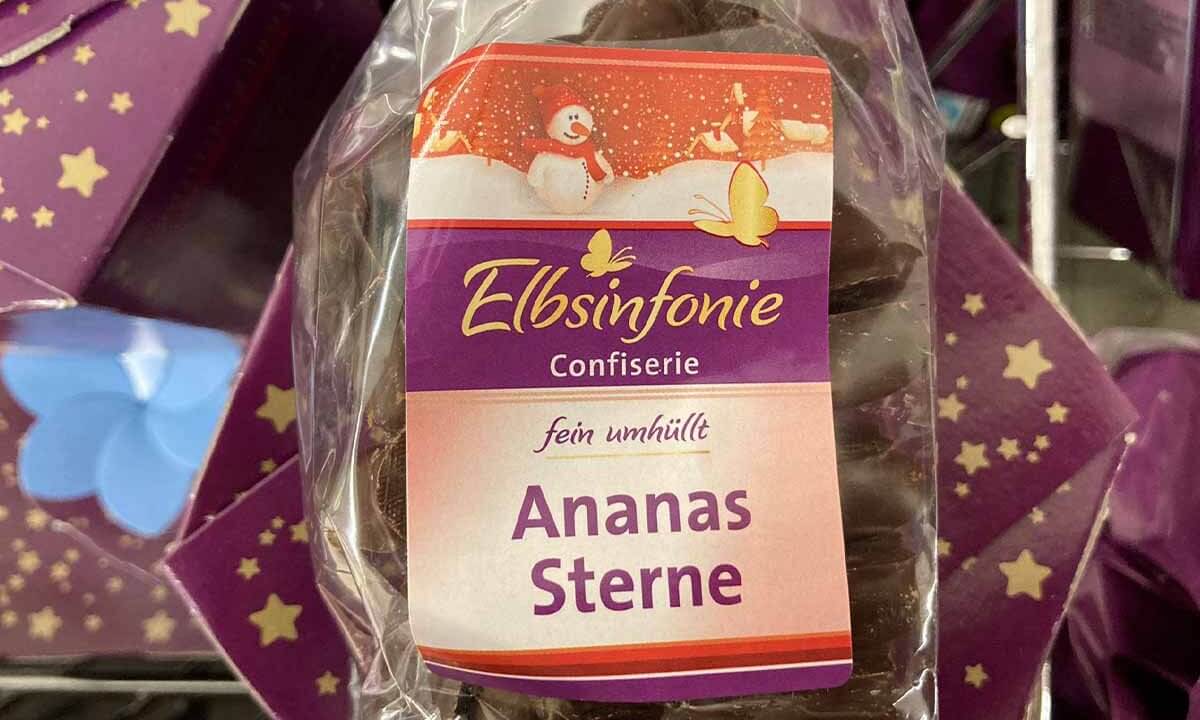 Elbsinfonie
Confiserie
fein umhüllt
Ananas
Sterne